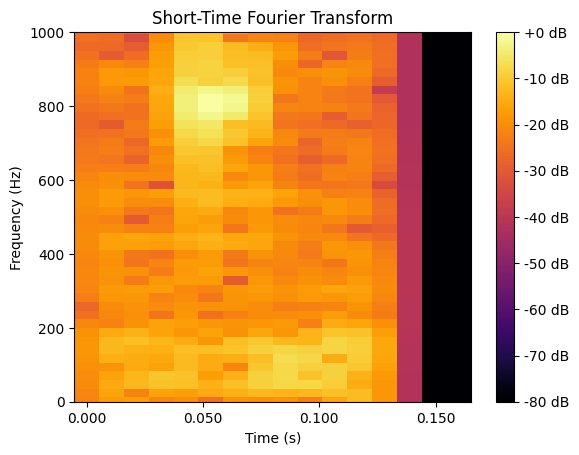 Short-Time Fourier Transform
1000
800
600
400
200
0
Frequency (Hz)
0.000
0.050
0.100
0.150
Time (s)
+0 dB
-10 dB
-20 dB
-30 dB
-40 dB
-50 dB
-60 dB
-70 dB
-80 dB